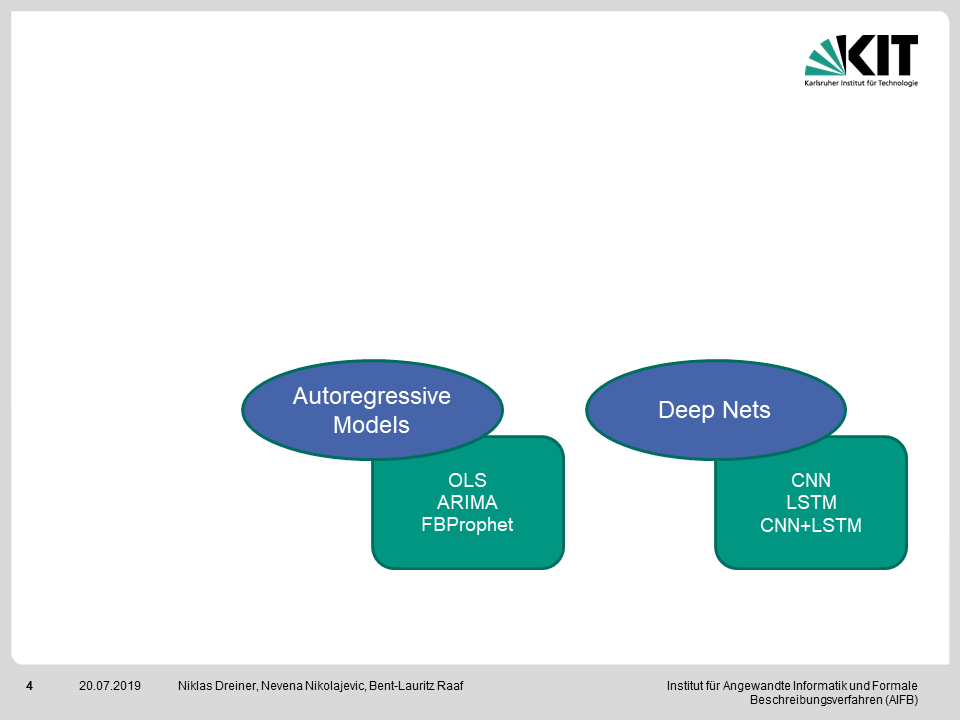 KIT
Karlsruher Institut für Technologie
Autoregressive
Models
Deep Nets
OLS
ARIMA
FBProphet
CNN
LSTM
CNN+LSTM
4 20.07.2019 Niklas Dreiner, Nevena Nikolajevic, Bent-Lauritz Raaf
Institut für Angewandte Informatik und Formale
Beschreibungsverfahren (AIFB)